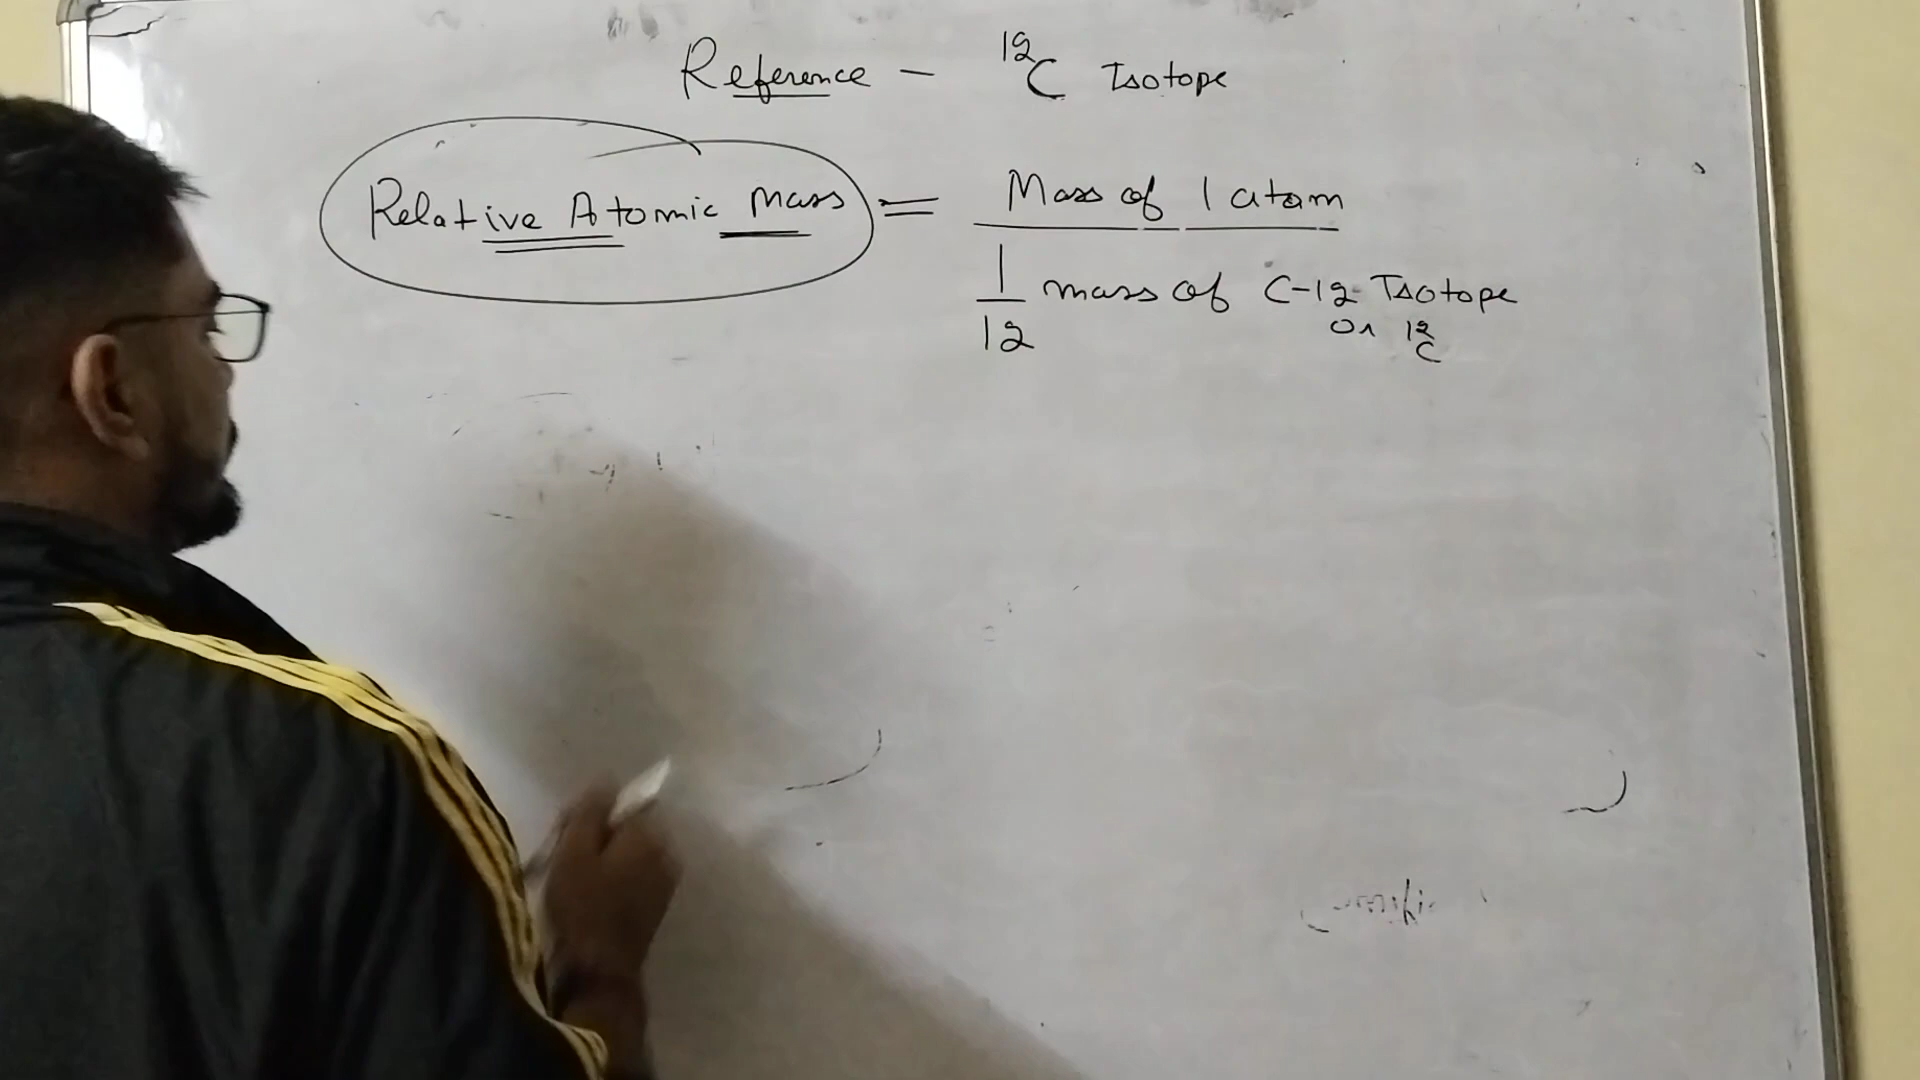 Reference - ¹²C Isotope
Relative Atomic Mass = Mass of 1 atom
1/12 mass of C-12 Isotope
or ¹²C